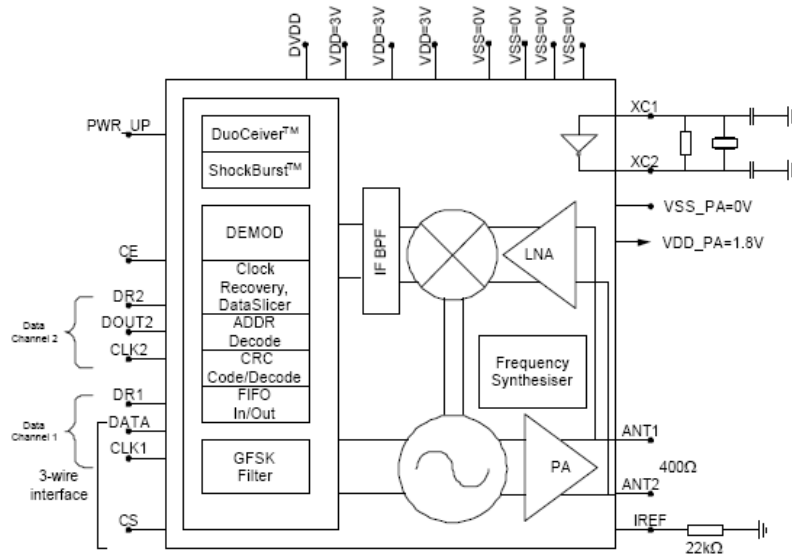 DVDD
VDD=3V
VDD=3V
VDD=3V
VSS=0V
VSS=0V
VSS=0V
VSS=0V
PWR_UP
DuoCeiver™
ShockBurst™
XC1
XC2
VSS_PA=0V
VDD_PA=1.8V
DEMOD
IF BPF
LNA
CE
Clock
Recovery,
DataSlicer
DR2
Data
Channel 2
DOUT2
ADDR
Decode
CLK2
CRC
Code/Decode
Frequency
Synthesiser
DR1
FIFO
In/Out
Data
Channel 1
DATA
CLK1
3-wire
interface
GFSK
Filter
PA
ANT1
400Ω
ANT2
CS
IREF
22kΩ